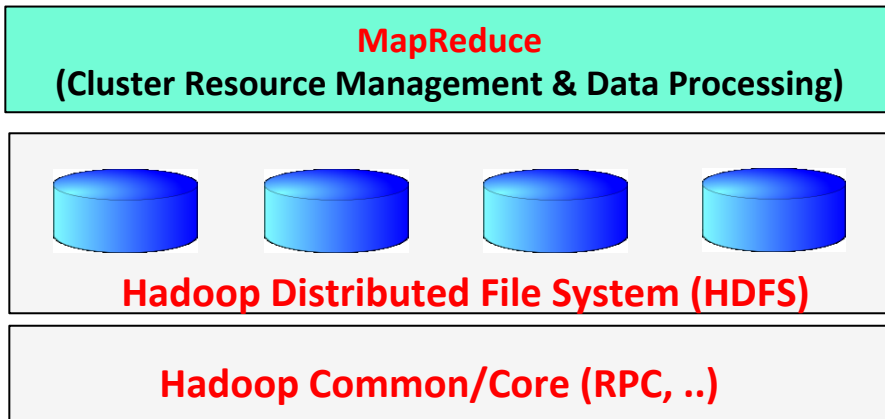 MapReduce
(Cluster Resource Management & Data Processing)
Hadoop Distributed File System (HDFS)
Hadoop Common/Core (RPC, ..)